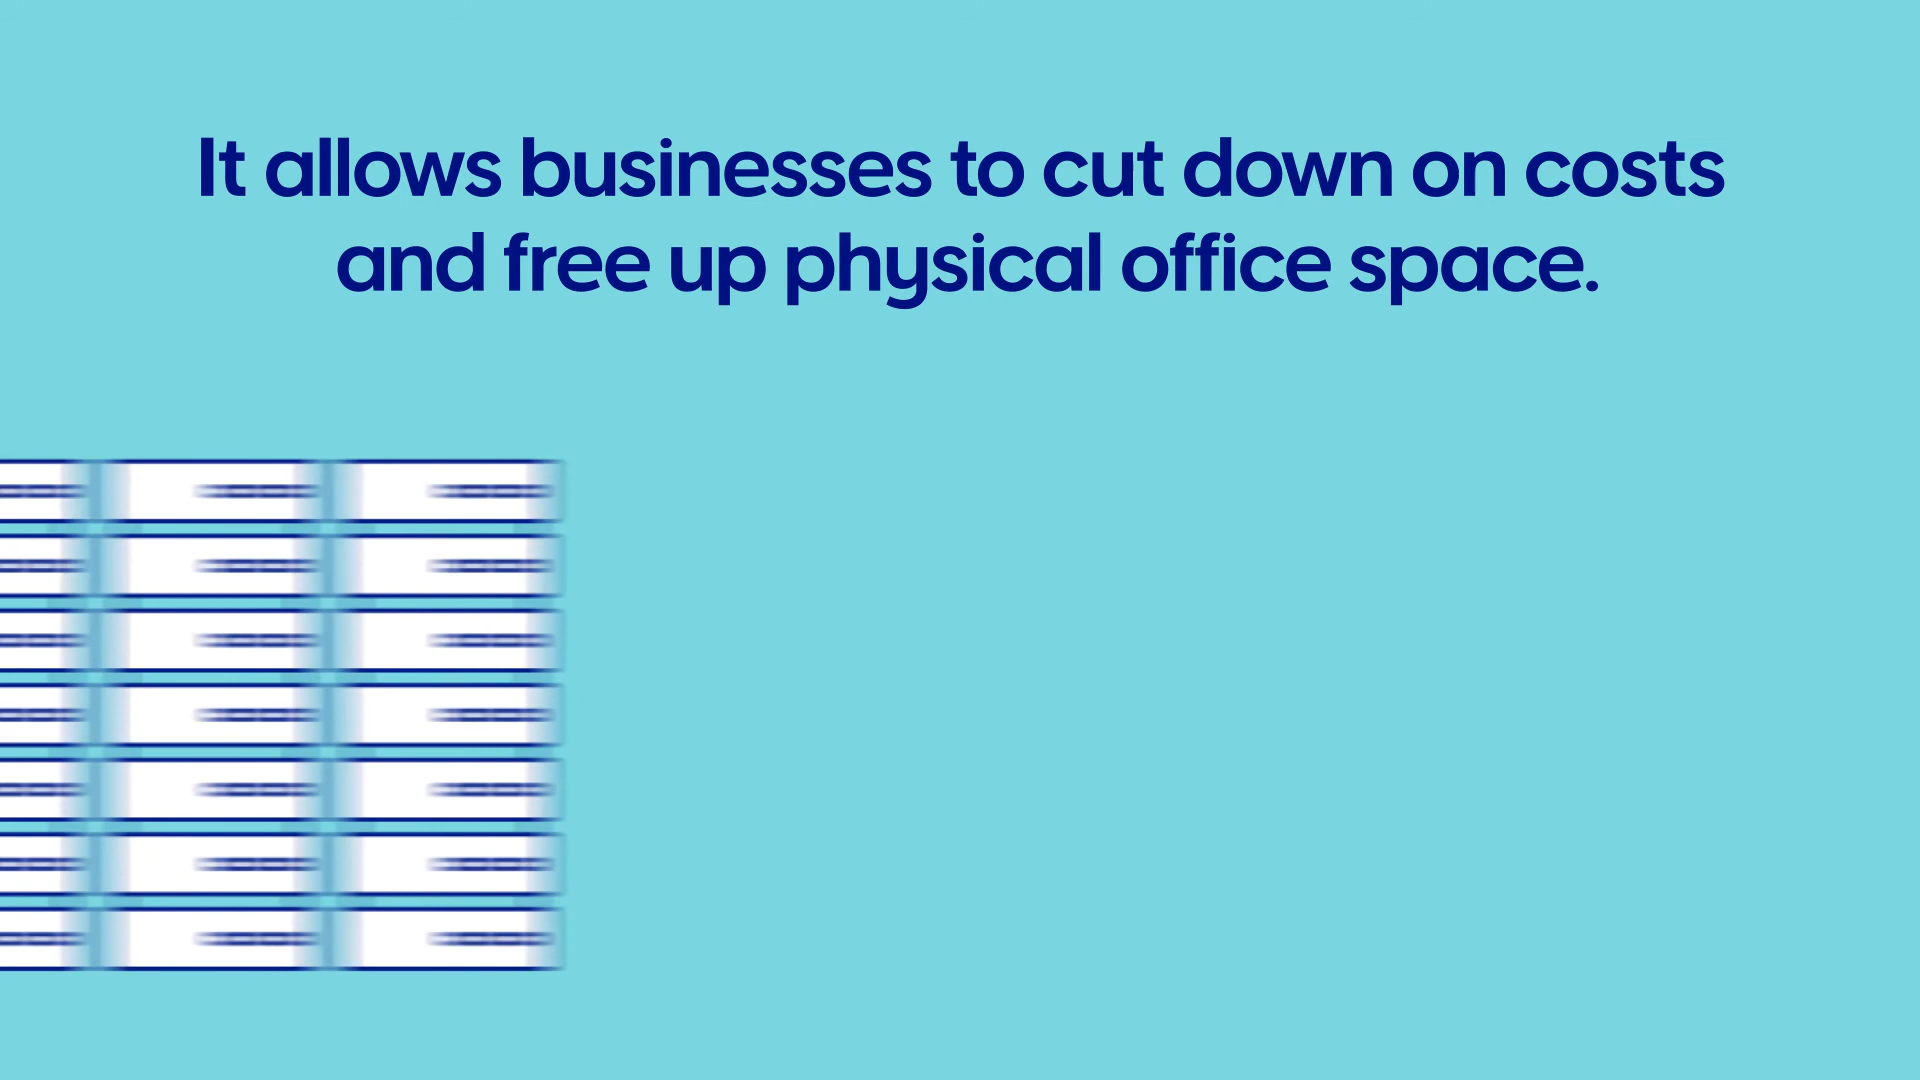 It allows businesses to cut down on costs
and free up physical office space.